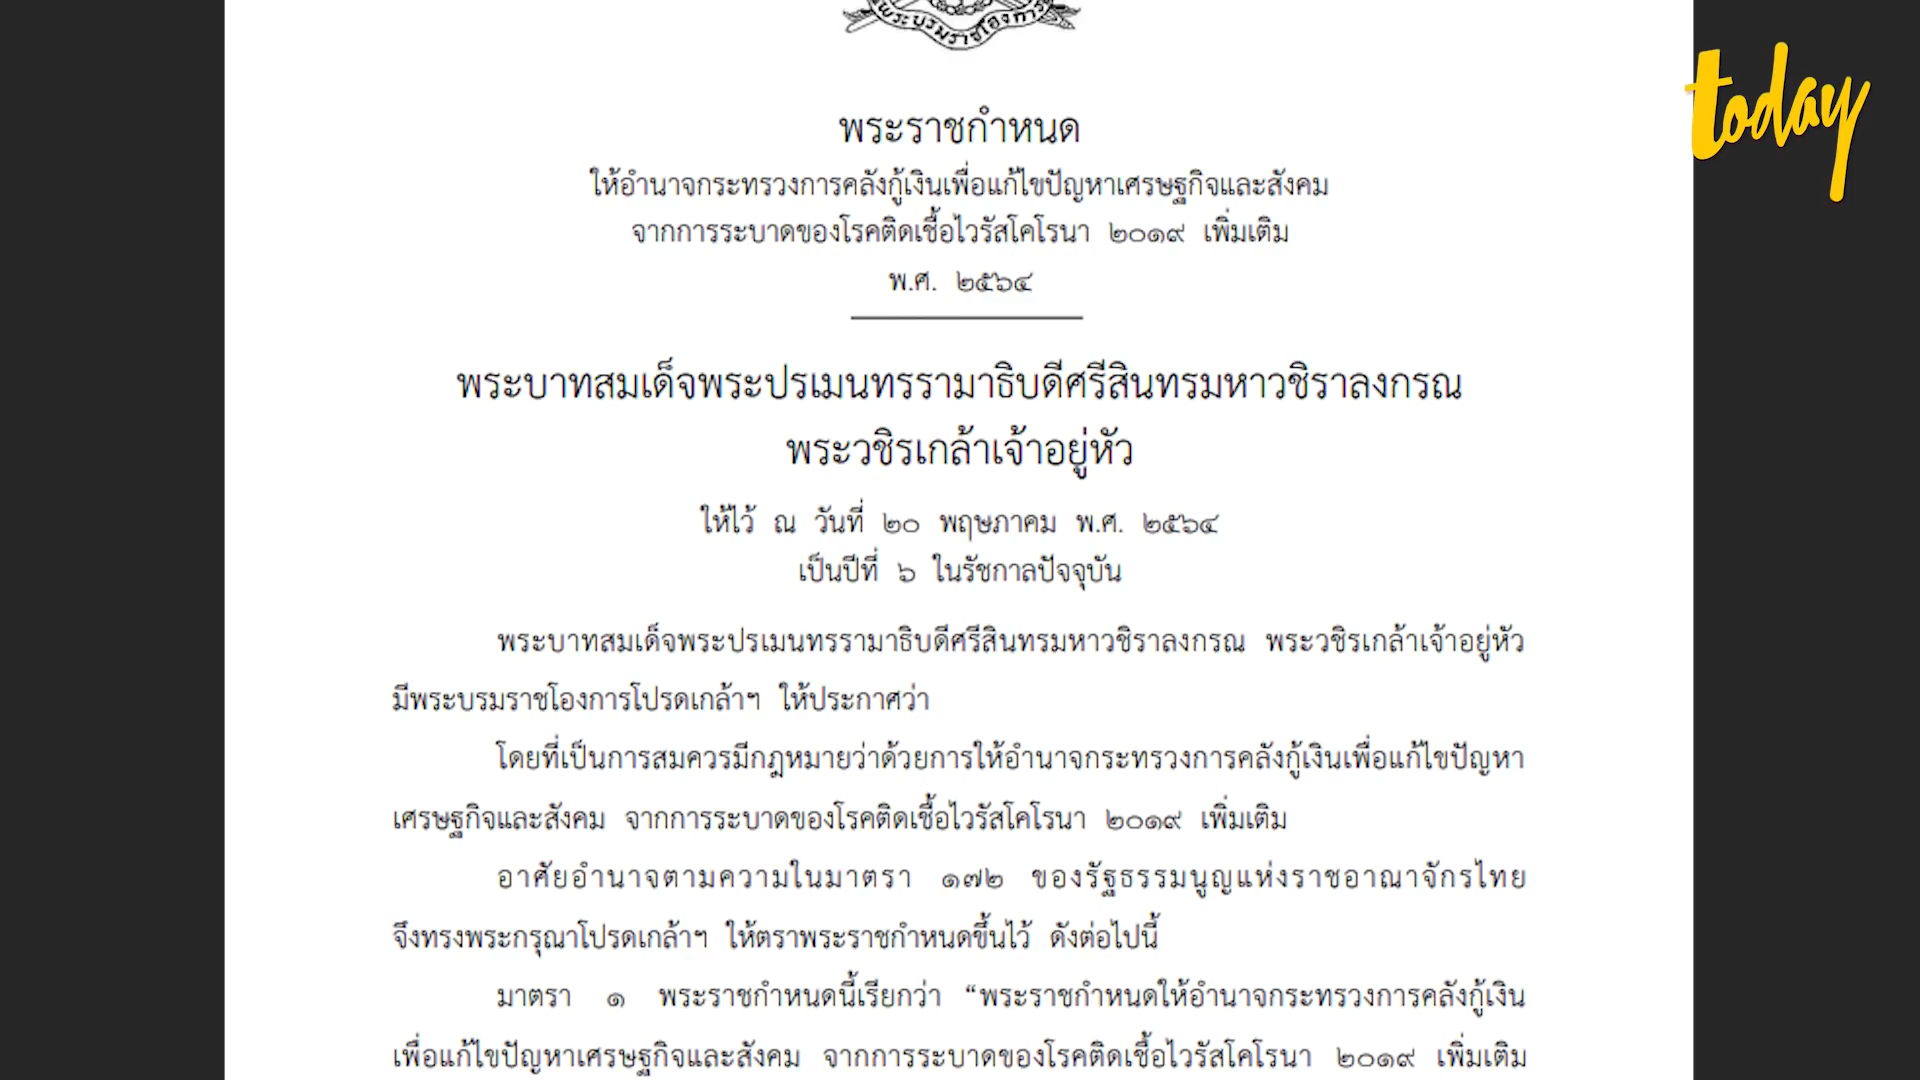 พระบรมราชโองการ
today
พระราชกำหนด
ให้อำนาจกระทรวงการคลังกู้เงินเพื่อแก้ไขปัญหาเศรษฐกิจและสังคม
จากการระบาดของโรคติดเชื้อไวรัสโคโรนา ๒๐๑๙ เพิ่มเติม
พ.ศ. ๒๕๖๔
พระบาทสมเด็จพระปรเมนทรรามาธิบดีศรีสินทรมหาวชิราลงกรณ
พระวชิรเกล้าเจ้าอยู่หัว
ให้ไว้ ณ วันที่ ๒๐ พฤษภาคม พ.ศ. ๒๕๖๔
เป็นปีที่ ๖ ในรัชกาลปัจจุบัน
พระบาทสมเด็จพระปรเมนทรรามาธิบดีศรีสินทรมหาวชิราลงกรณ พระวชิรเกล้าเจ้าอยู่หัว
มีพระบรมราชโองการโปรดเกล้าฯ ให้ประกาศว่า
โดยที่เป็นการสมควรมีกฎหมายว่าด้วยการให้อำนาจกระทรวงการคลังกู้เงินเพื่อแก้ไขปัญหา
เศรษฐกิจและสังคม จากการระบาดของโรคติดเชื้อไวรัสโคโรนา ๒๐๑๙ เพิ่มเติม
อาศัยอำนาจตามความในมาตรา ๑๗๒ ของรัฐธรรมนูญแห่งราชอาณาจักรไทย
จึงทรงพระกรุณาโปรดเกล้าฯ ให้ตราพระราชกำหนดขึ้นไว้ ดังต่อไปนี้
มาตรา ๑ พระราชกำหนดนี้เรียกว่า “พระราชกำหนดให้อำนาจกระทรวงการคลังกู้เงิน
เพื่อแก้ไขปัญหาเศรษฐกิจและสังคม จากการระบาดของโรคติดเชื้อไวรัสโคโรนา ๒๐๑๙ เพิ่มเติม